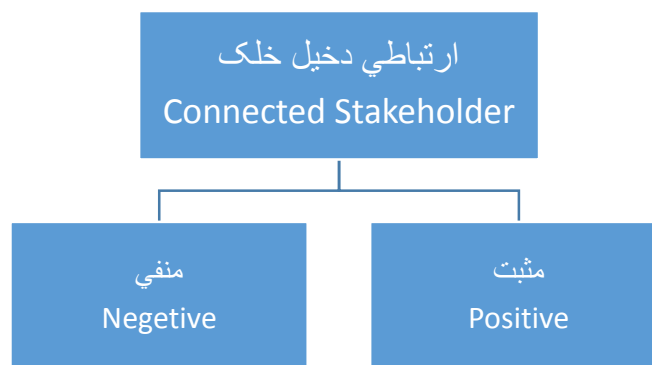 ارتباطي دخيل خلک
Connected Stakeholder
منفي
Negetive
مثبت
Positive